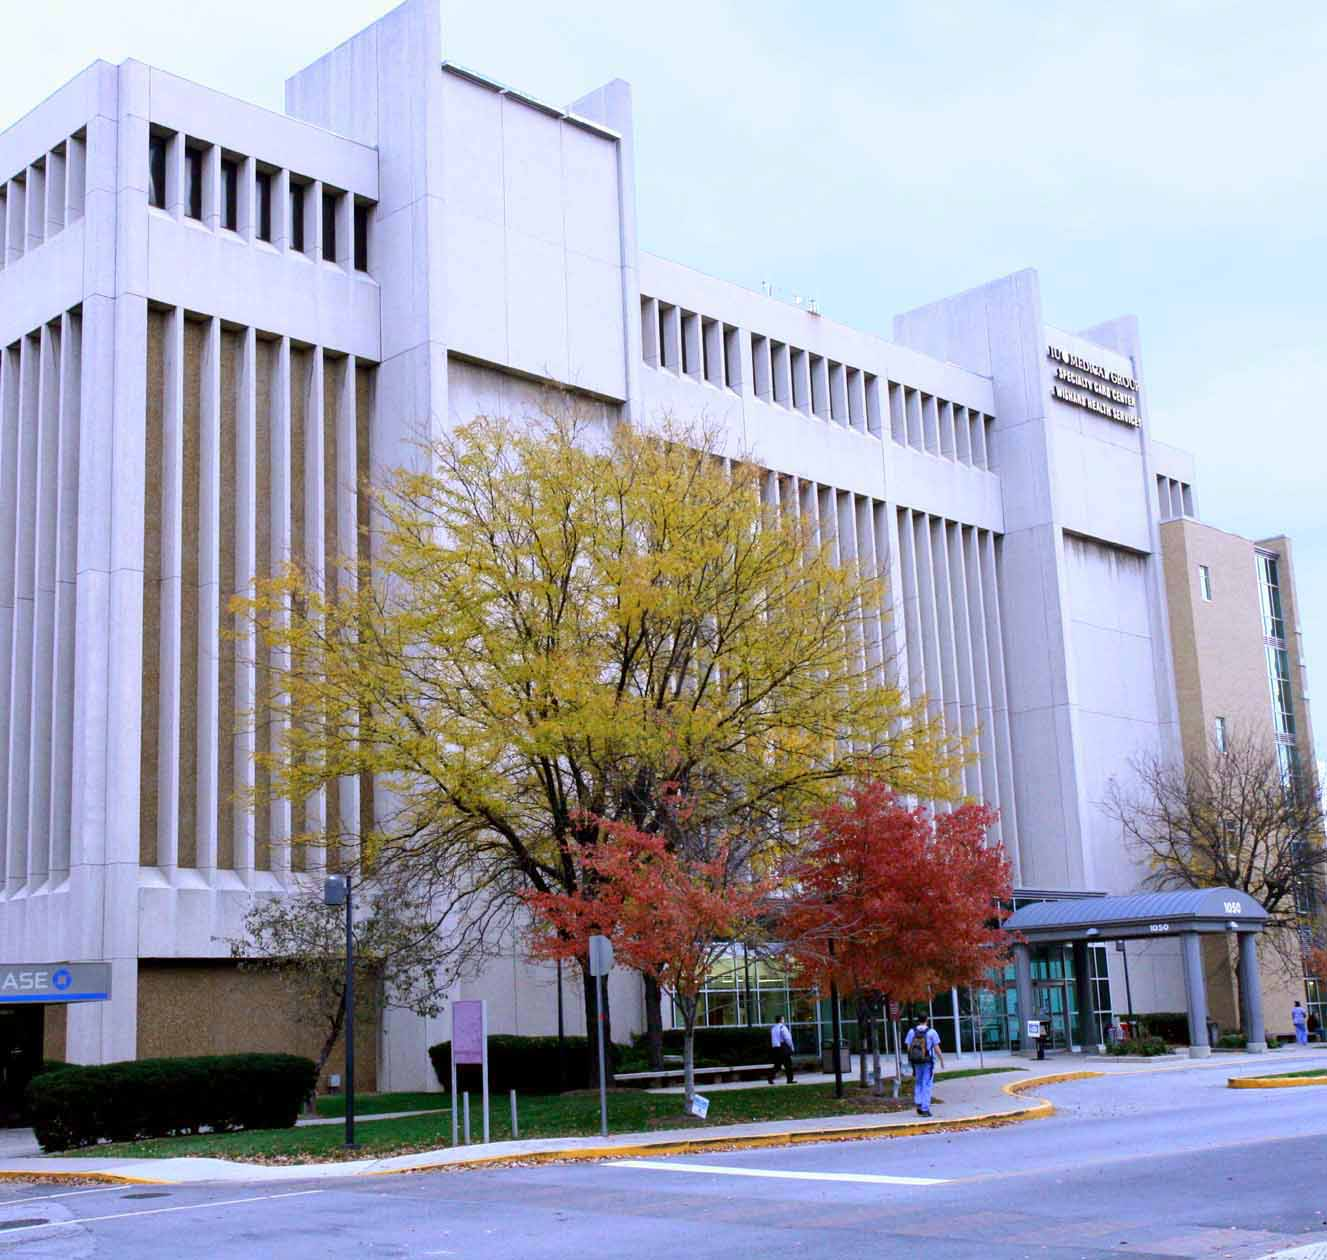 IU MEDICAL GROUP
SPECIALTY CARE CENTER
WISHARD HEALTH SERVICES
1050
1050
ASE